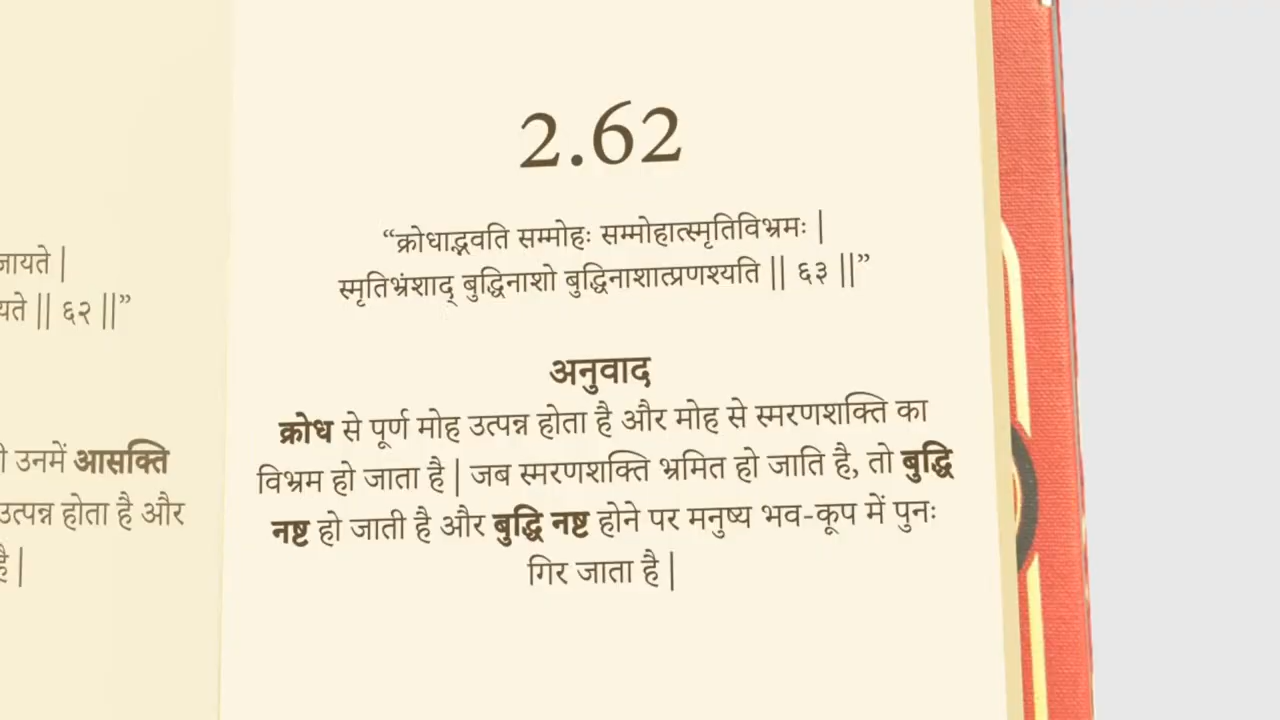 जायते |
यते || ६२ ||”
उनमें आसक्ति
उत्पन्न होता है और
है |
2.62
“क्रोधाद्भवति सम्मोहः सम्मोहात्स्मृतिविभ्रमः |
स्मृतिभ्रंशाद् बुद्धिनाशो बुद्धिनाशात्प्रणश्यति || ६३ ||”
अनुवाद
क्रोध से पूर्ण मोह उत्पन्न होता है और मोह से स्मरणशक्ति का
विभ्रम हो जाता है | जब स्मरणशक्ति भ्रमित हो जाति है, तो बुद्धि
नष्ट हो जाती है और बुद्धि नष्ट होने पर मनुष्य भव-कूप में पुनः
गिर जाता है |